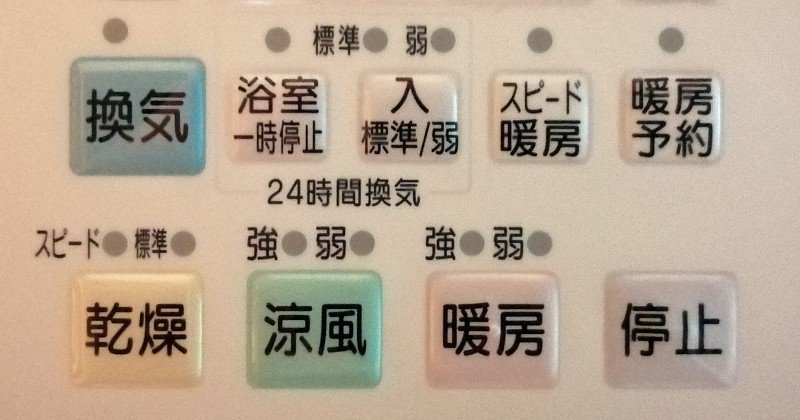 標準 弱
換気
浴室
一時停止
入
標準/弱
スピード
暖房
暖房
予約
24時間換気
スピード 標準
強 弱
強 弱
乾燥
涼風
暖房
停止